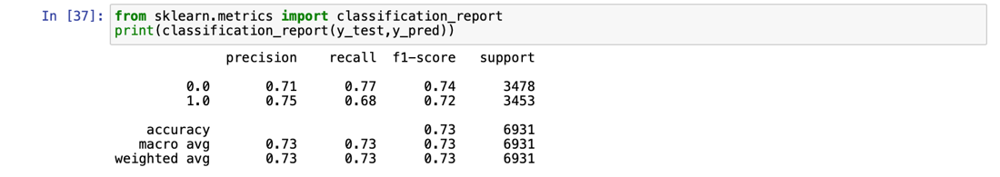 In [37]: from sklearn.metrics import classification_report
print(classification_report(y_test,y_pred))
precision recall f1-score support
0.0 0.71 0.77 0.74 3478
1.0 0.75 0.68 0.72 3453
accuracy 0.73 6931
macro avg 0.73 0.73 0.73 6931
weighted avg 0.73 0.73 0.73 6931